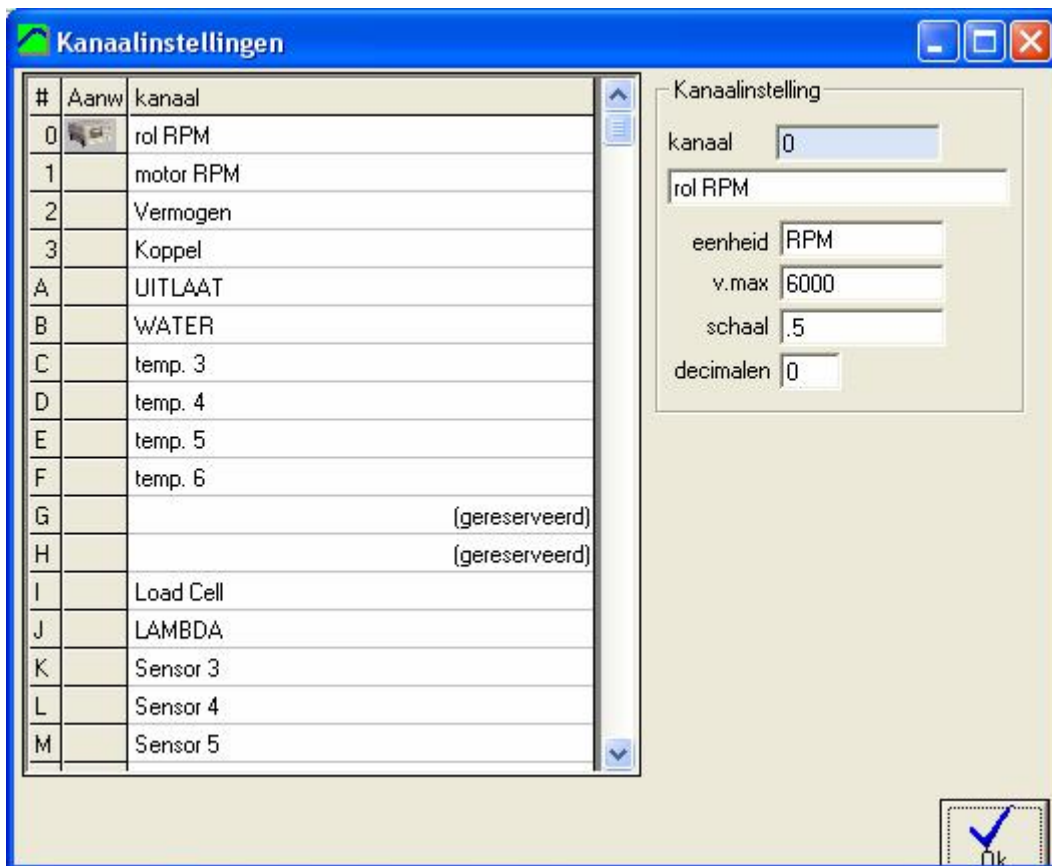 Kanaalinstellingen
# Aanw kanaal
0 rol RPM
1 motor RPM
2 Vermogen
3 Koppel
A UITLAAT
B WATER
C temp. 3
D temp. 4
E temp. 5
F temp. 6
G (gereserveerd)
H (gereserveerd)
I Load Cell
J LAMBDA
K Sensor 3
L Sensor 4
M Sensor 5
Kanaalinstelling
kanaal 0
rol RPM
eenheid RPM
v.max 6000
schaal .5
decimalen 0
Ok